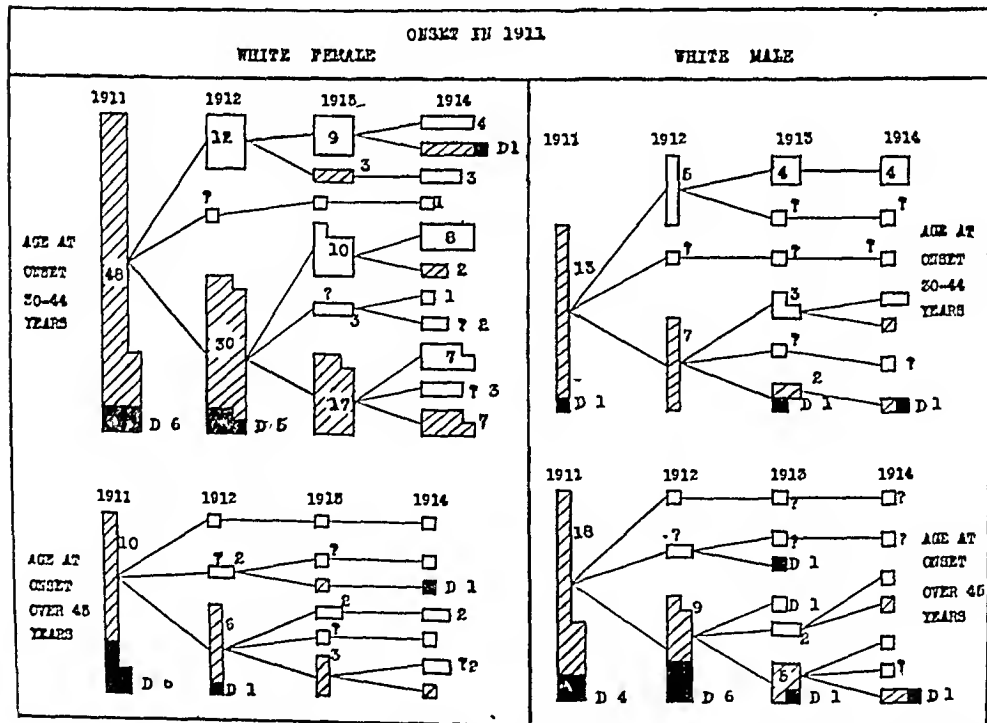 ONSET IN 1911
WHITE FEMALE
WHITE MALE
1911 1912 1913 1914
AGE AT
ONSET
30-44
YEARS
48
D 6
12
?
30
D 5
9
3
10
?
3
17
4
D 1
3
1
8
2
1
? 2
7
? 3
7
1911 1912 1913 1914
AGE AT
ONSET
30-44
YEARS
13
D 1
5
?
7
4
?
?
3
?
2
D 1
4
?
?
?
D 1
1911 1912 1913 1914
AGE AT
ONSET
OVER 45
YEARS
10
? 2
D 1
?
2
?
3
D 1
2
? 2
1911 1912 1913 1914
AGE AT
ONSET
OVER 45
YEARS
18
D 4
?
9
D 6
?
?
D 1
D 1
2
D 1
?
?
?
D 1